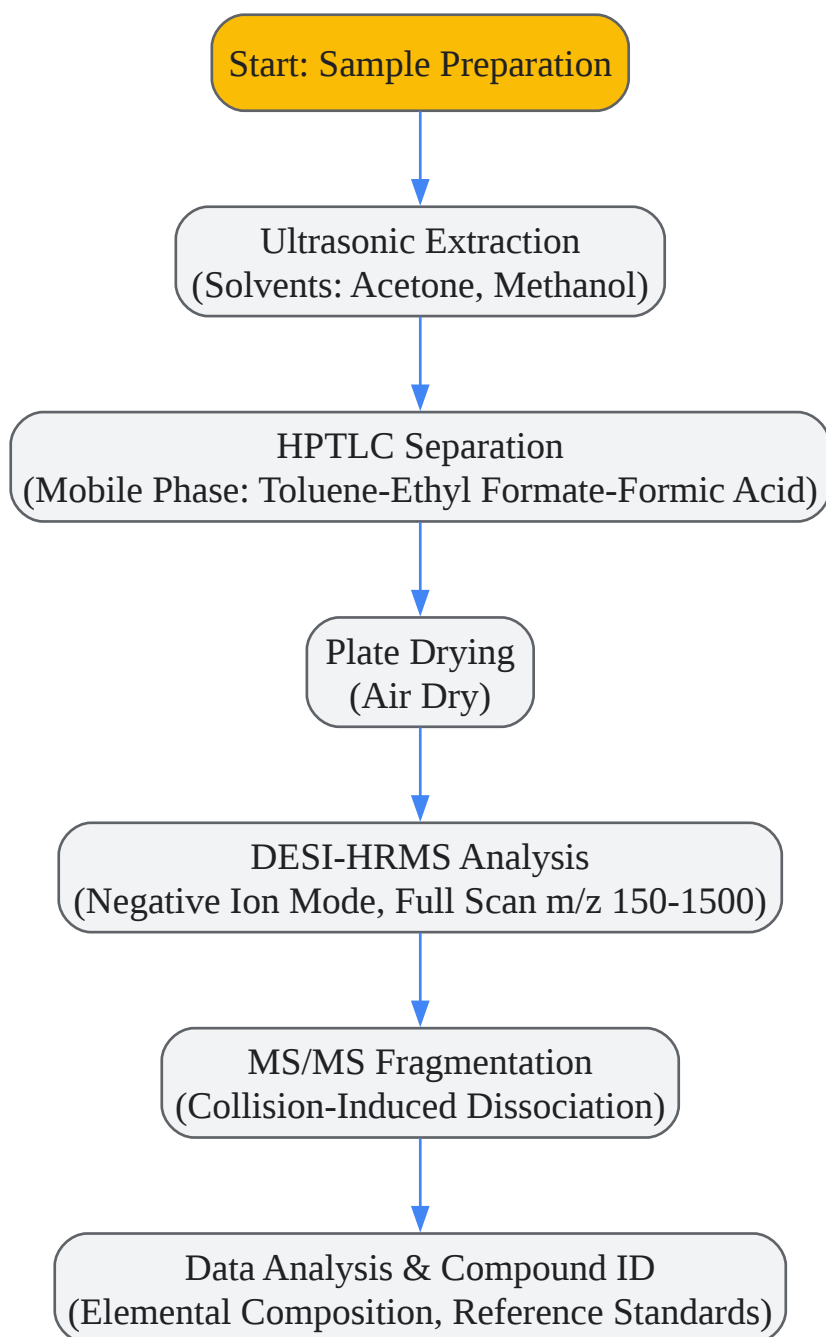 Start: Sample Preparation
Ultrasonic Extraction
(Solvents: Acetone, Methanol)
HPTLC Separation
(Mobile Phase: Toluene-Ethyl Formate-Formic Acid)
Plate Drying
(Air Dry)
DESI-HRMS Analysis
(Negative Ion Mode, Full Scan m/z 150-1500)
MS/MS Fragmentation
(Collision-Induced Dissociation)
Data Analysis & Compound ID
(Elemental Composition, Reference Standards)